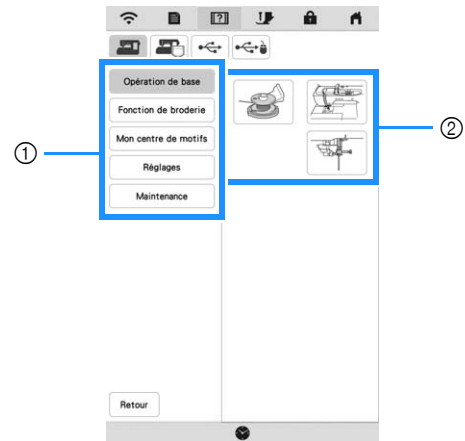 ?
Opération de base
Fonction de broderie
Mon centre de motifs
Réglages
Maintenance
Retour
①
②